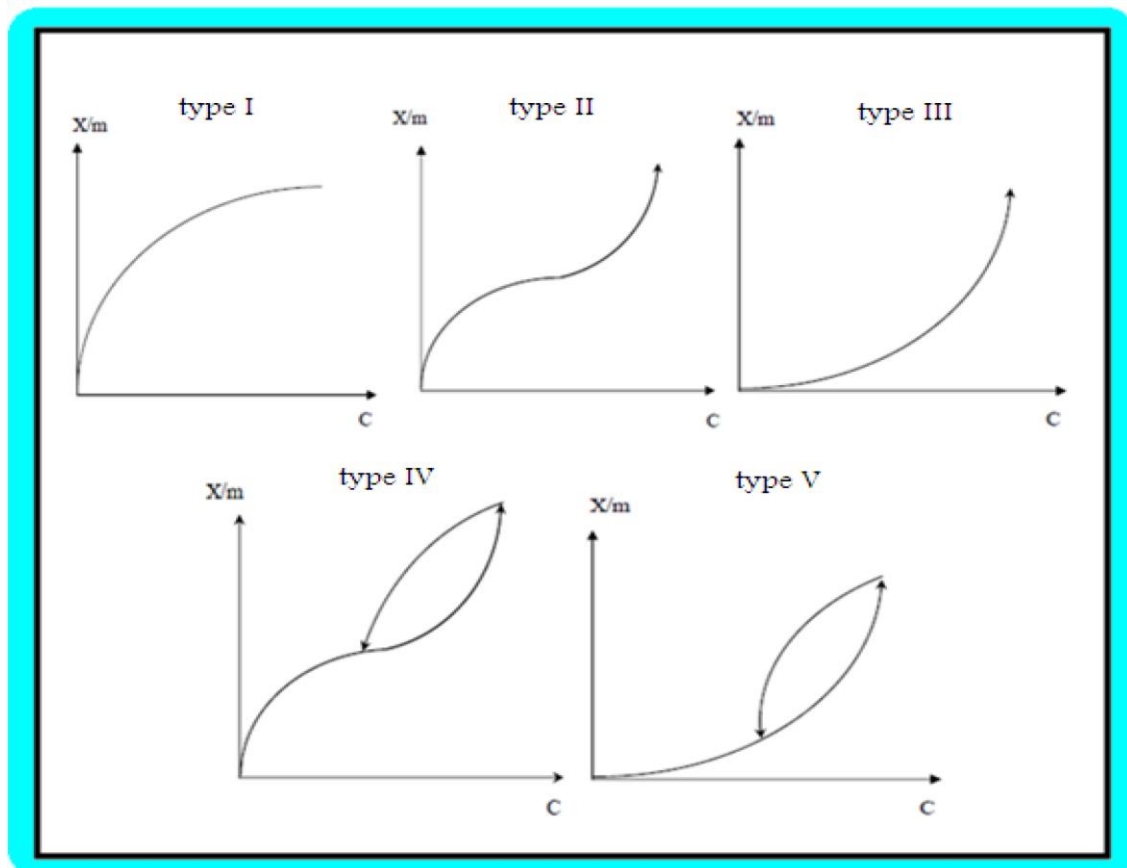 type I
X/m
C
type II
X/m
C
type III
X/m
C
type IV
X/m
C
type V
X/m
C